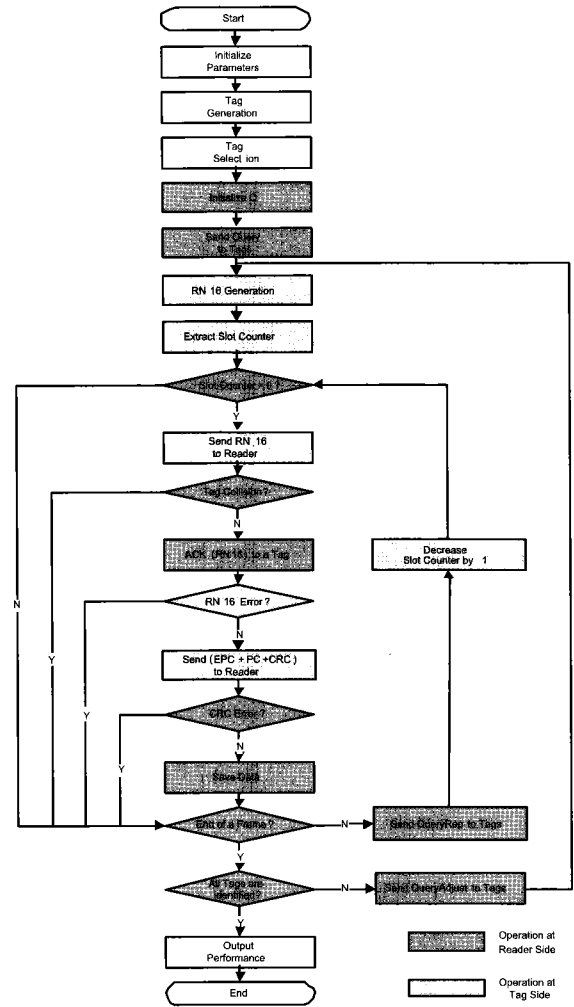 Start
Initialize
Parameters
Tag
Generation
Tag
Select ion
Initialize Q
Send Query
to Tags
RN 16 Generation
Extract Slot Counter
Slot Counter = 0 ?
Y
Send RN 16
to Reader
Tag Collision ?
N
ACK (RN16) to a Tag
Decrease
Slot Counter by 1
RN 16 Error ?
N
Y
Y
N
Send (EPC + PC +CRC )
to Reader
CRC Error ?
Y
N
Y
Save Data
End of a Frame ?
N
Send QueryRep to Tags
Y
All Tags are
Identified?
N
Send QueryAdjust to Tags
Y
Output
Performance
Operation at
Reader Side
End
Operation at
Tag Side